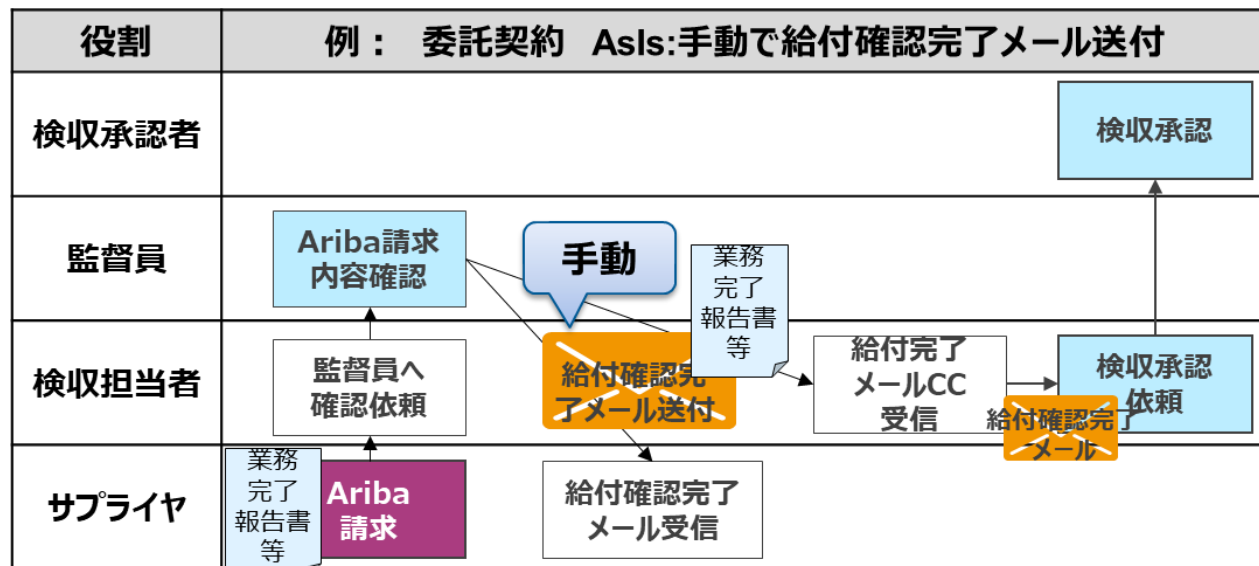 役割
例： 委託契約 AsIs:手動で給付確認完了メール送付
検収承認者
検収承認
監督員
Ariba請求
内容確認
手動
業務
完了
報告書
等
検収担当者
監督員へ
確認依頼
給付確認完
了メール送付
給付完了
メールCC
受信
検収承認
依頼
給付確認完了
メール
サプライヤ
業務
完了
報告書
等
Ariba
請求
給付確認完了
メール受信